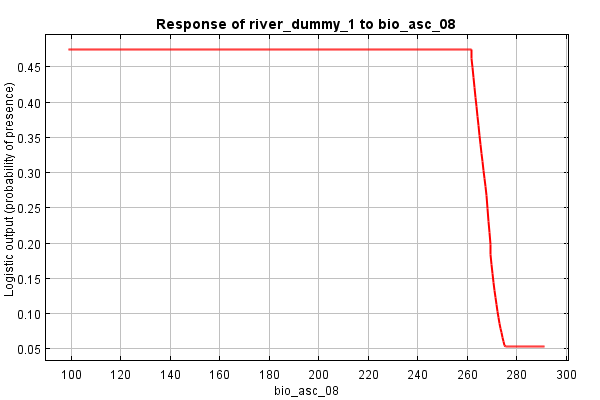 Response of river_dummy_1 to bio_asc_08
Logistic output (probability of presence)
0.45
0.40
0.35
0.30
0.25
0.20
0.15
0.10
0.05
100 120 140 160 180 200 220 240 260 280 300
bio_asc_08